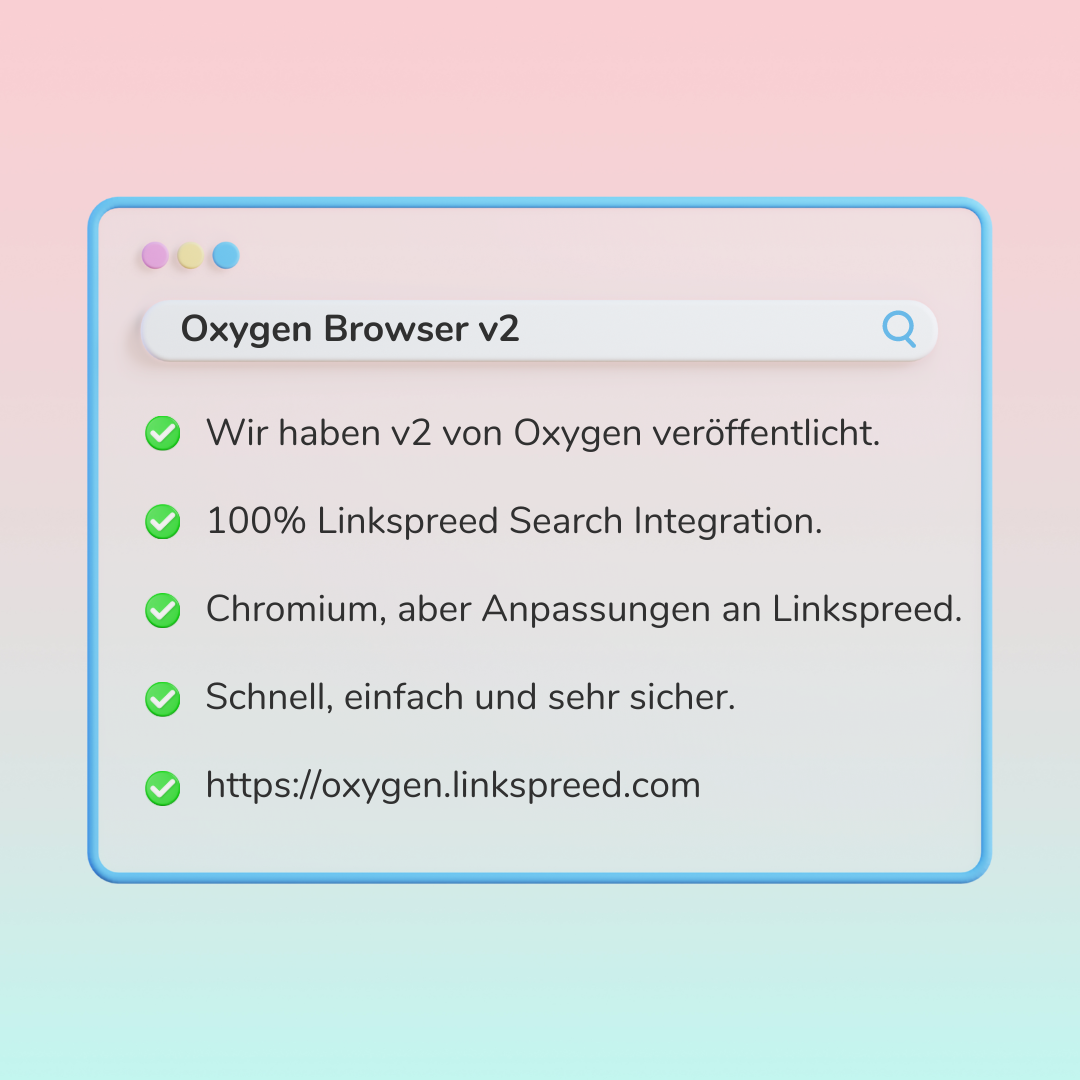 Oxygen Browser v2
Wir haben v2 von Oxygen veröffentlicht.
100% Linkspreed Search Integration.
Chromium, aber Anpassungen an Linkspreed.
Schnell, einfach und sehr sicher.
https://oxygen.linkspreed.com